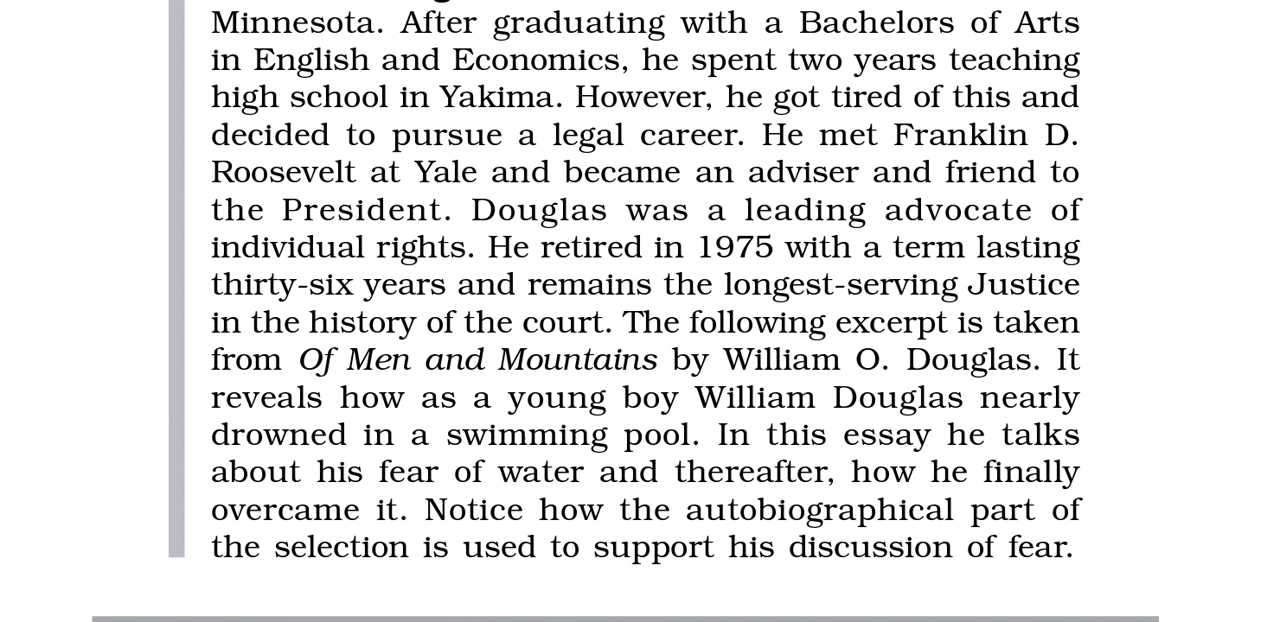 Minnesota. After graduating with a Bachelors of Arts
in English and Economics, he spent two years teaching
high school in Yakima. However, he got tired of this and
decided to pursue a legal career. He met Franklin D.
Roosevelt at Yale and became an adviser and friend to
the President. Douglas was a leading advocate of
individual rights. He retired in 1975 with a term lasting
thirty-six years and remains the longest-serving Justice
in the history of the court. The following excerpt is taken
from Of Men and Mountains by William O. Douglas. It
reveals how as a young boy William Douglas nearly
drowned in a swimming pool. In this essay he talks
about his fear of water and thereafter, how he finally
overcame it. Notice how the autobiographical part of
the selection is used to support his discussion of fear.